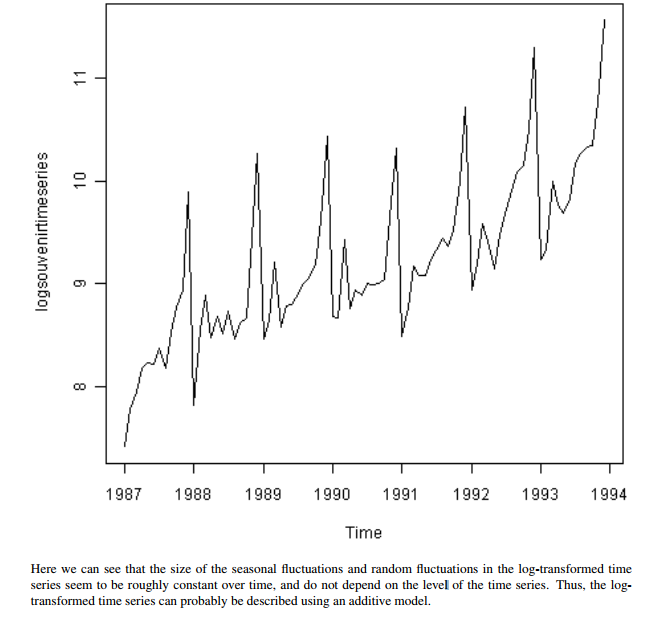 logsouvenirtimeseries
11
10
9
8
1987 1988 1989 1990 1991 1992 1993 1994
Time
Here we can see that the size of the seasonal fluctuations and random fluctuations in the log-transformed time
series seem to be roughly constant over time, and do not depend on the level of the time series. Thus, the log-
transformed time series can probably be described using an additive model.